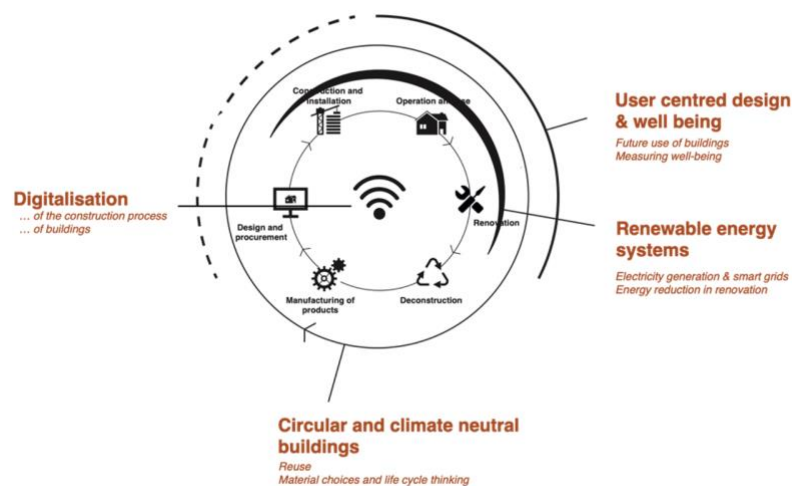 Construction and
installation
Operation and use
User centred design
& well being
Future use of buildings
Measuring well-being
Digitalisation
... of the construction process
... of buildings
Design and
procurement
Renovation
Renewable energy
systems
Electricity generation & smart grids
Energy reduction in renovation
Manufacturing of
products
Deconstruction
Circular and climate neutral
buildings
Reuse
Material choices and life cycle thinking